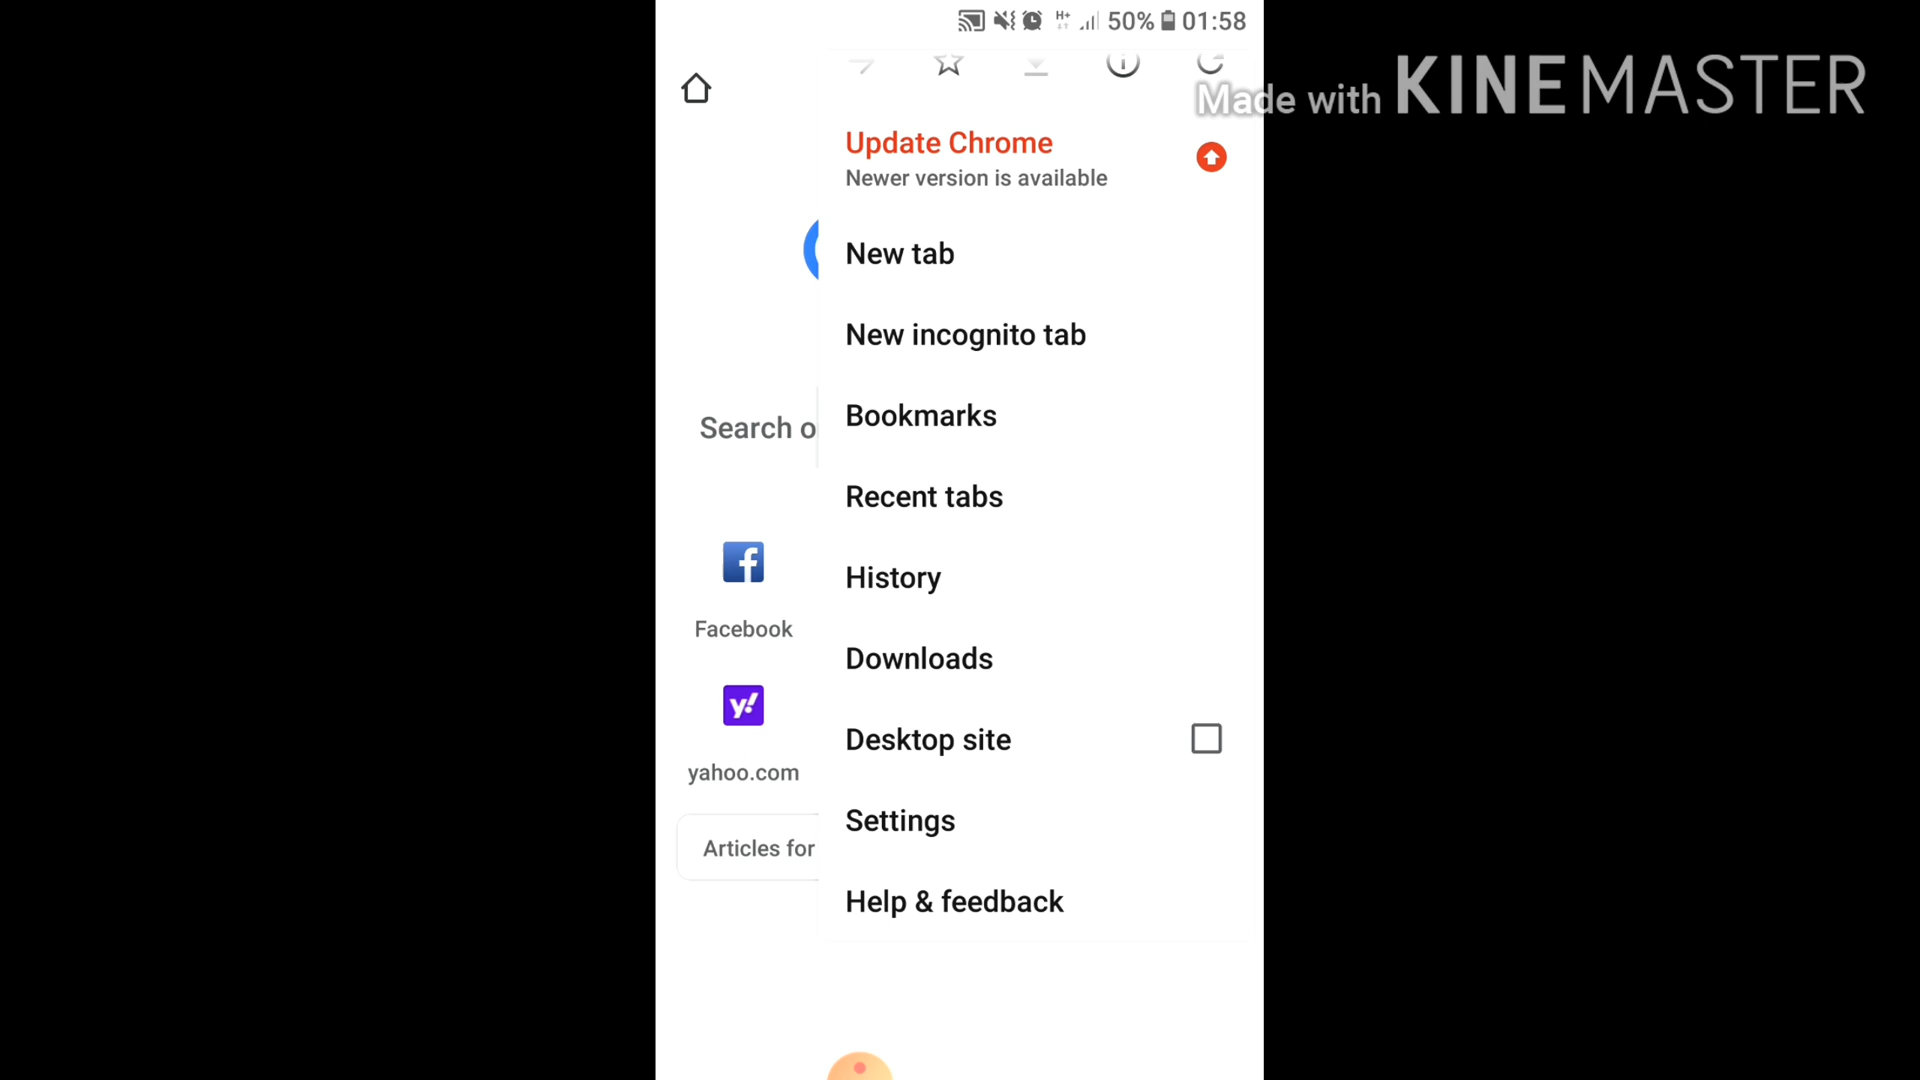 H+ 50% 01:58
Made with KINEMASTER
Update Chrome
Newer version is available
New tab
New incognito tab
Search o
Bookmarks
Recent tabs
History
Facebook
Downloads
y!
Desktop site
yahoo.com
Settings
Articles for
Help & feedback